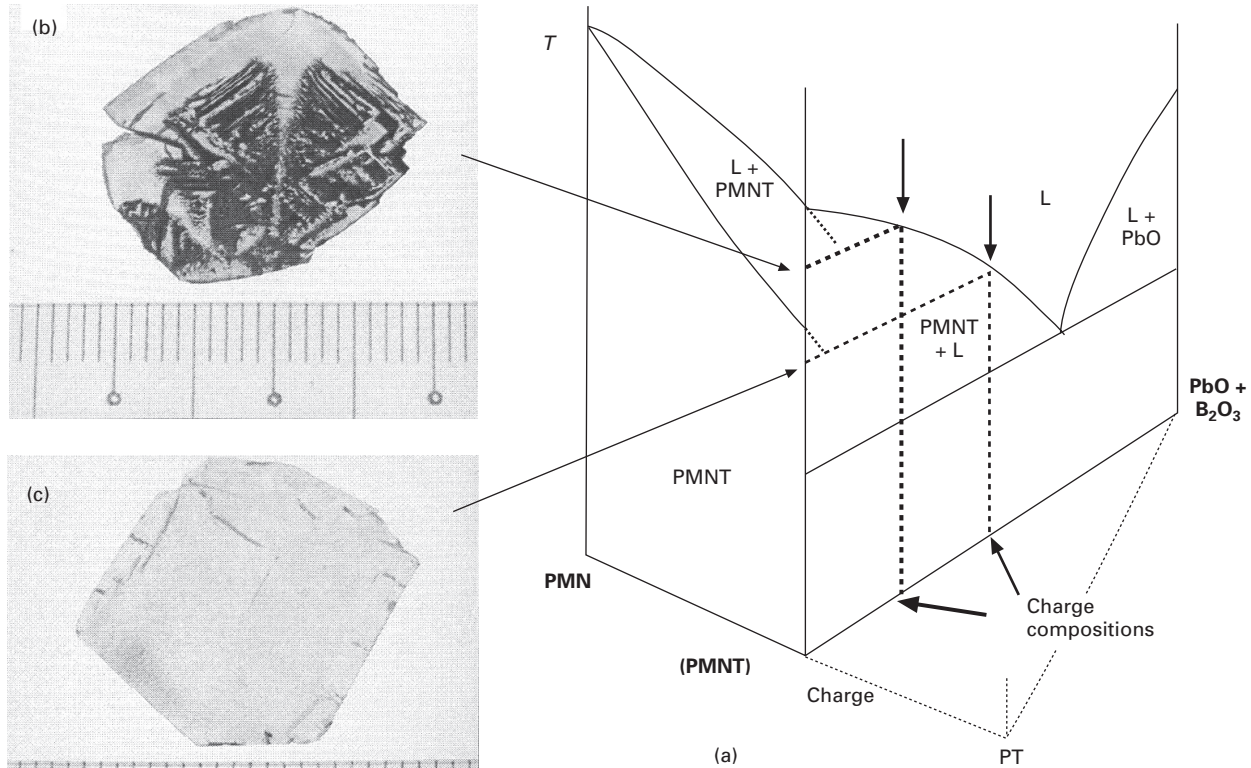 (b)
(c)
T
L +
PMNT
L
L +
PbO
PMNT
+ L
PbO +
B₂O₃
PMNT
PMN
Charge
compositions
(PMNT)
Charge
(a)
PT